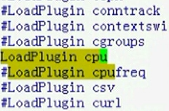 #LoadPlugin conntrack
#LoadPlugin contextswi
#LoadPlugin cgroups
LoadPlugin cpu
#LoadPlugin cpufreq
#LoadPlugin csv
#LoadPlugin curl